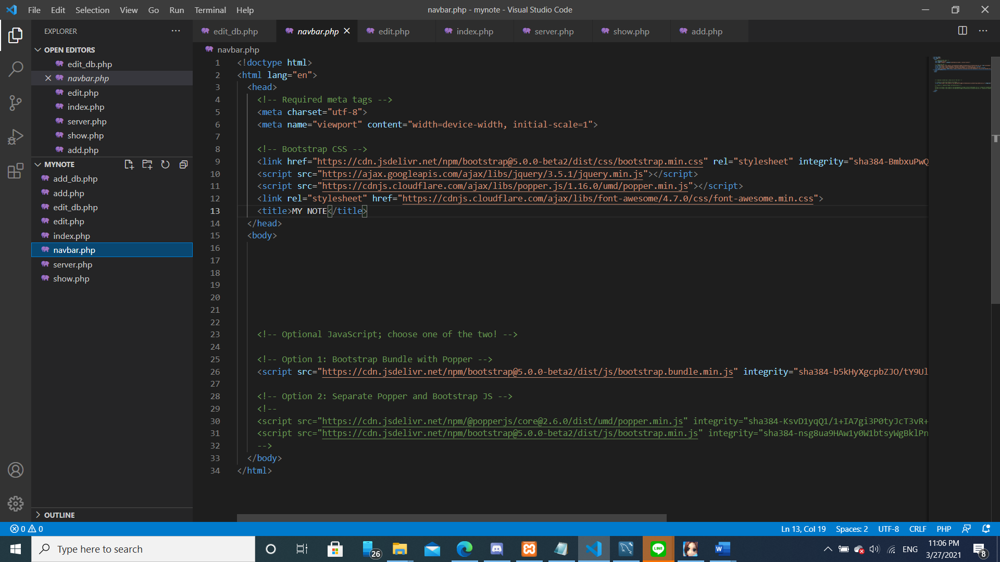 File Edit Selection View Go Run Terminal Help
navbar.php - mynote - Visual Studio Code
EXPLORER
OPEN EDITORS
edit_db.php
navbar.php
edit.php
index.php
server.php
show.php
add.php
MYNOTE
add_db.php
add.php
edit_db.php
edit.php
index.php
navbar.php
server.php
show.php
OUTLINE
edit_db.php navbar.php edit.php index.php server.php show.php add.php
navbar.php
1 <!doctype html>
2 <html lang="en">
3 <head>
4 <!-- Required meta tags -->
5 <meta charset="utf-8">
6 <meta name="viewport" content="width=device-width, initial-scale=1">
7
8 <!-- Bootstrap CSS -->
9 <link href="https://cdn.jsdelivr.net/npm/bootstrap@5.0.0-beta2/dist/css/bootstrap.min.css" rel="stylesheet" integrity="sha384-BmbxuPwQ
10 <script src="https://ajax.googleapis.com/ajax/libs/jquery/3.5.1/jquery.min.js"></script>
11 <script src="https://cdnjs.cloudflare.com/ajax/libs/popper.js/1.16.0/umd/popper.min.js"></script>
12 <link rel="stylesheet" href="https://cdnjs.cloudflare.com/ajax/libs/font-awesome/4.7.0/css/font-awesome.min.css">
13 <title>MY NOTE</title>
14 </head>
15 <body>
16
17
18
19
20
21
22
23 <!-- Optional JavaScript; choose one of the two! -->
24
25 <!-- Option 1: Bootstrap Bundle with Popper -->
26 <script src="https://cdn.jsdelivr.net/npm/bootstrap@5.0.0-beta2/dist/js/bootstrap.bundle.min.js" integrity="sha384-b5kHyXgcpbZJO/tY9Ul
27
28 <!-- Option 2: Separate Popper and Bootstrap JS -->
29 <!--
30 <script src="https://cdn.jsdelivr.net/npm/@popperjs/core@2.6.0/dist/umd/popper.min.js" integrity="sha384-KsvD1yqQ1/1+IA7gi3P0tyJcT3vR+
31 <script src="https://cdn.jsdelivr.net/npm/bootstrap@5.0.0-beta2/dist/js/bootstrap.min.js" integrity="sha384-nsg8ua9HAw1y0W1btsyWgBklPn
32 -->
33 </body>
34 </html>
0 0
Ln 13, Col 19 Spaces: 2 UTF-8 CRLF PHP
Type here to search
26
LINE
W
ENG
11:06 PM
3/27/2021
8